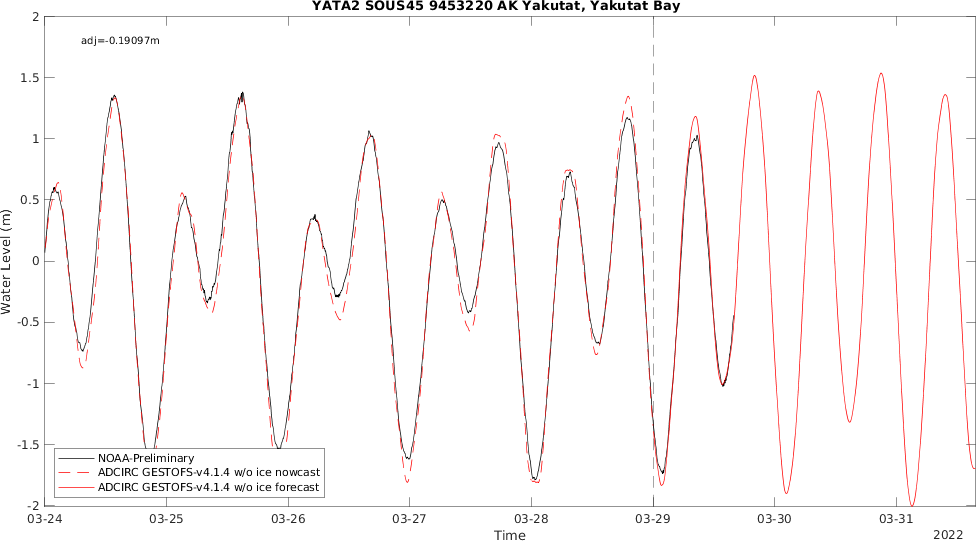 YATA2 SOUS45 9453220 AK Yakutat, Yakutat Bay
adj=-0.19097m
2
1.5
1
0.5
0
-0.5
-1
-1.5
-2
Water Level (m)
NOAA-Preliminary
ADCIRC GESTOFS-v4.1.4 w/o ice nowcast
ADCIRC GESTOFS-v4.1.4 w/o ice forecast
03-24 03-25 03-26 03-27 03-28 03-29 03-30 03-31
Time
2022